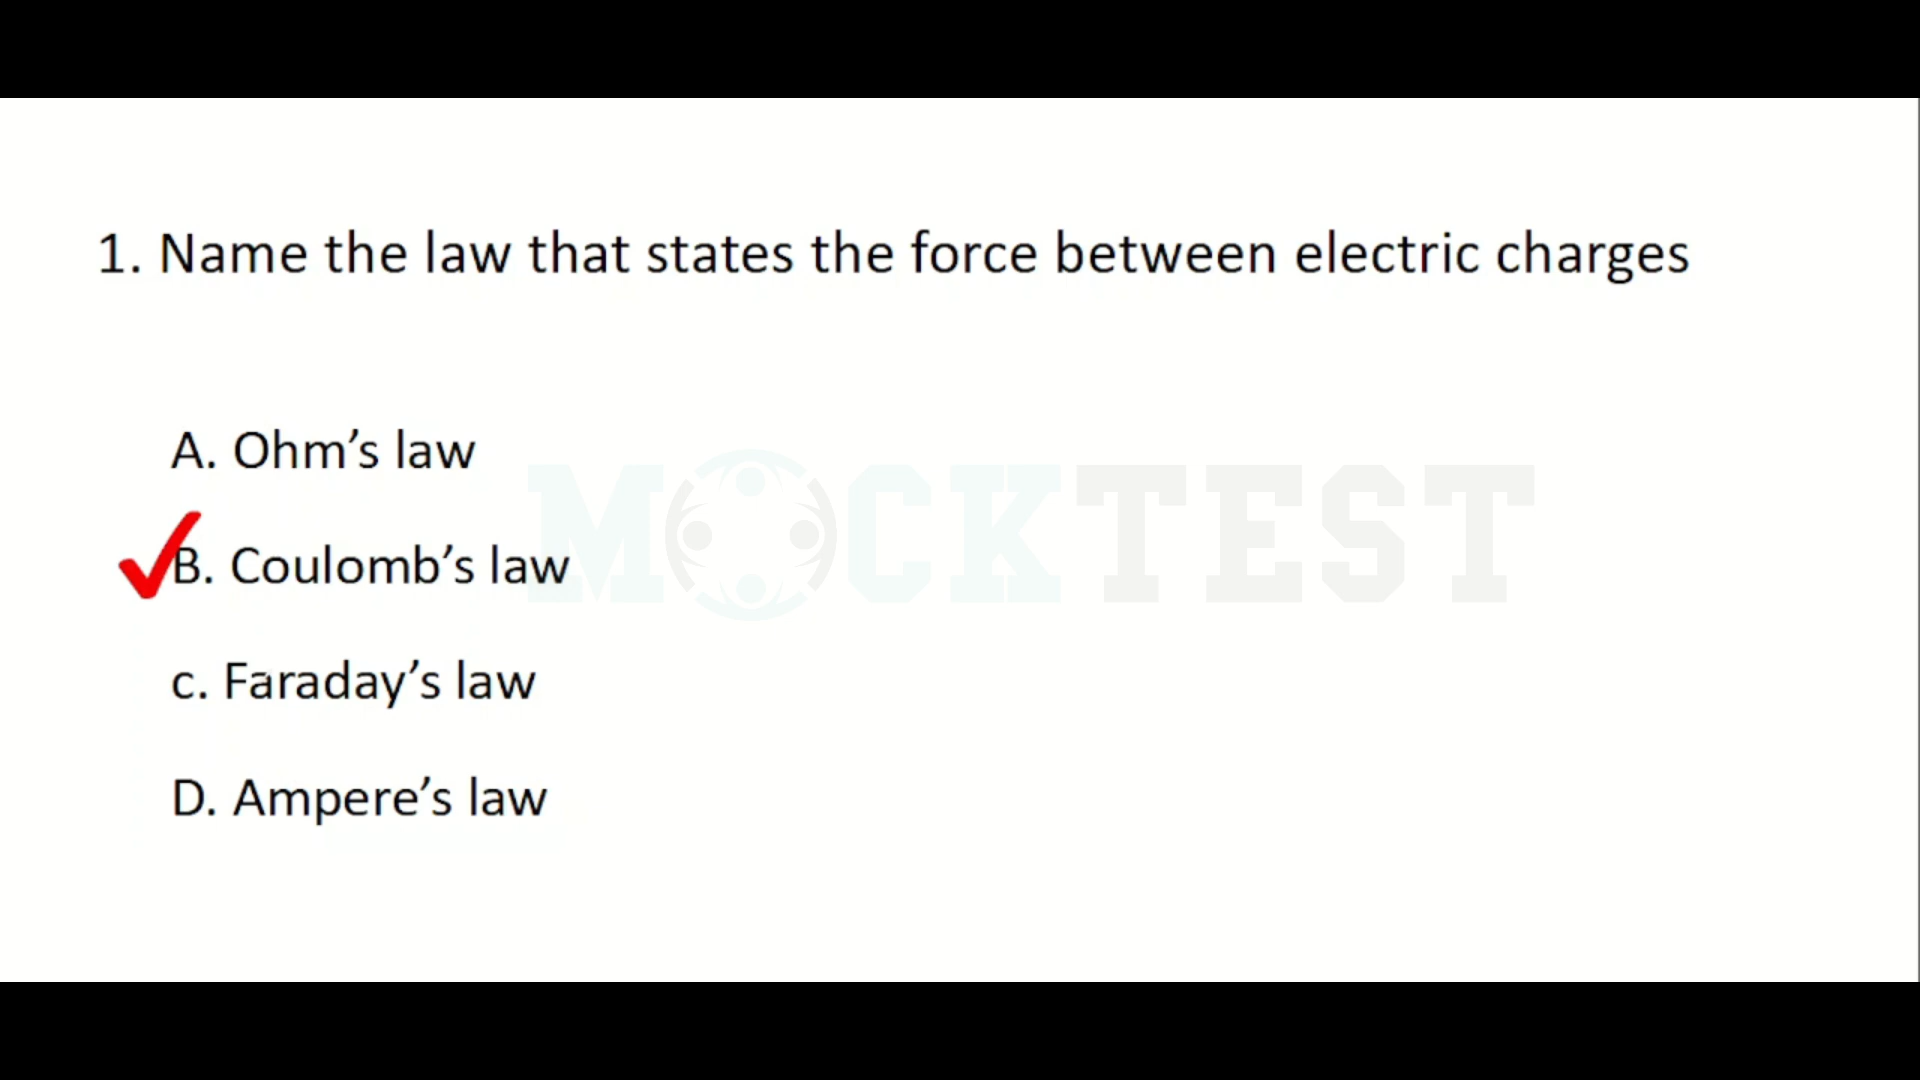 1. Name the law that states the force between electric charges
A. Ohm’s law
B. Coulomb’s law
c. Faraday’s law
D. Ampere’s law
MOCKTEST